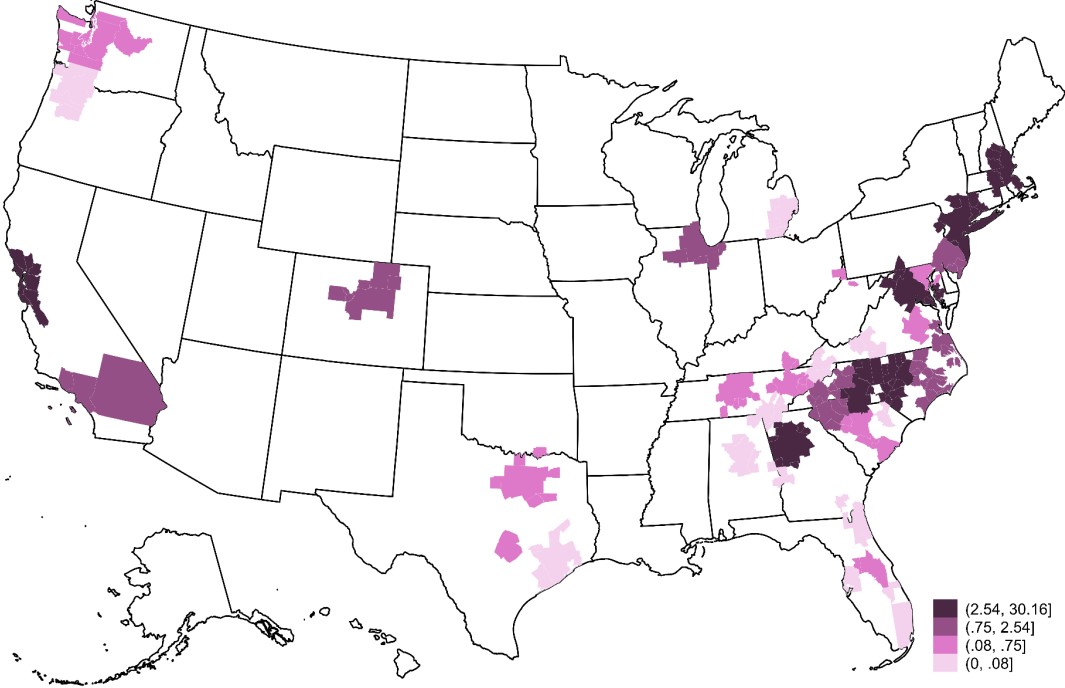 (2.54, 30.16]
(.75, 2.54]
(.08, .75]
(0, .08]